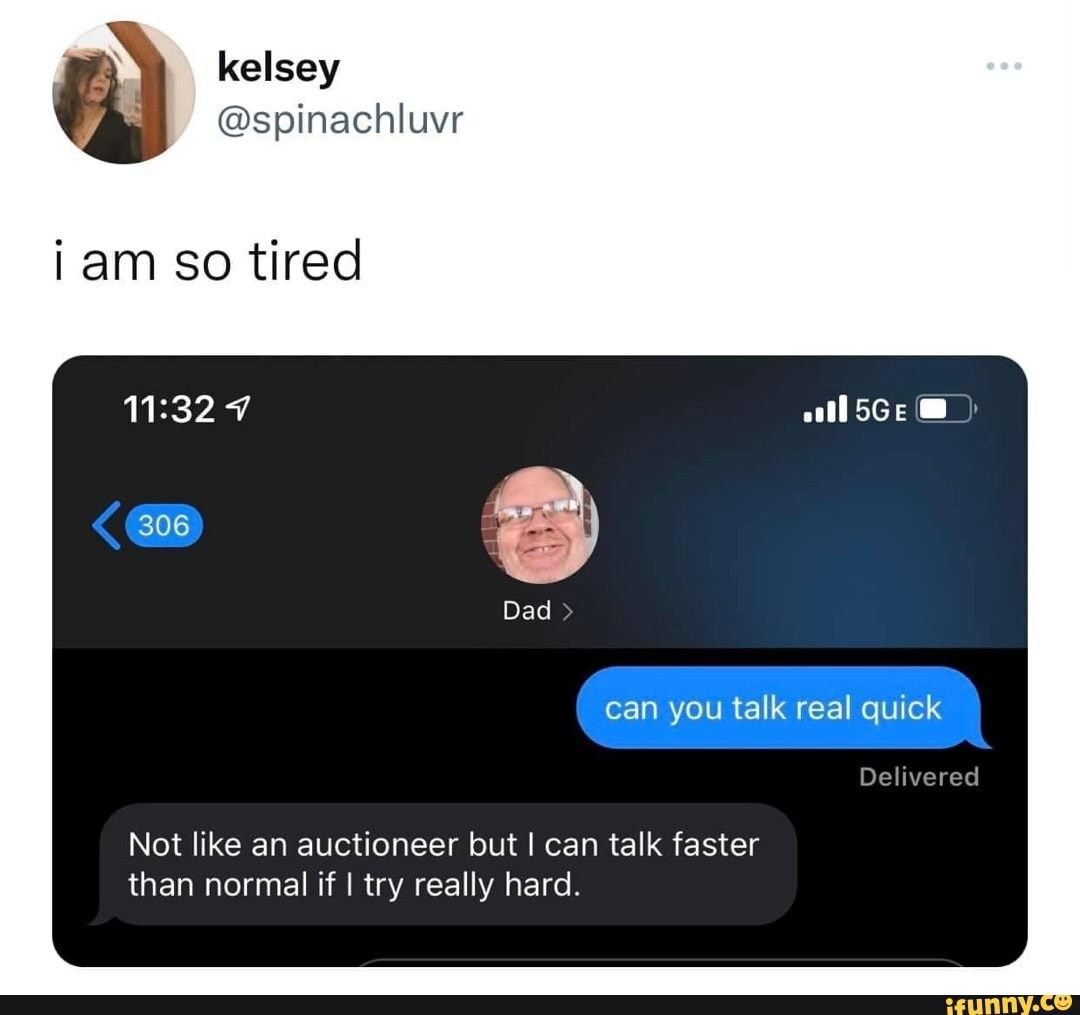 kelsey
@spinachluvr
i am so tired
11:32
5GE
306
Dad >
can you talk real quick
Delivered
Not like an auctioneer but I can talk faster
than normal if I try really hard.
ifunny.co